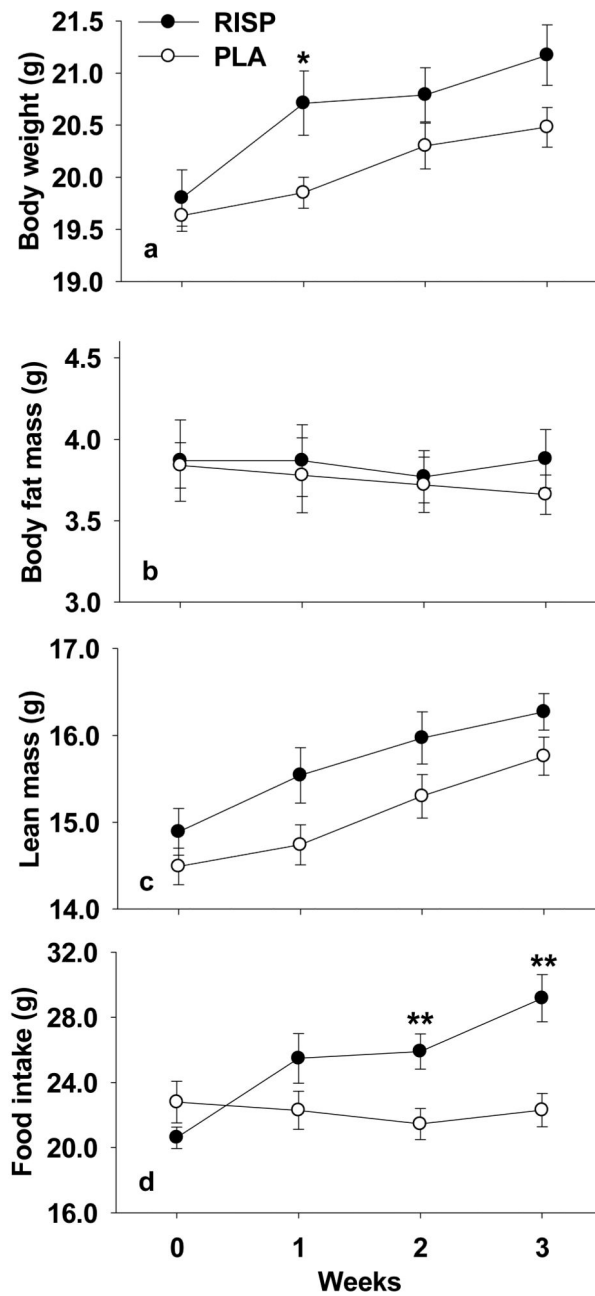 RISP
PLA
Body weight (g)
21.5
21.0
20.5
20.0
19.5
19.0
*
a
Body fat mass (g)
4.5
4.0
3.5
3.0
b
Lean mass (g)
17.0
16.0
15.0
14.0
c
Food intake (g)
32.0
28.0
24.0
20.0
16.0
**
**
d
0 1 2 3
Weeks